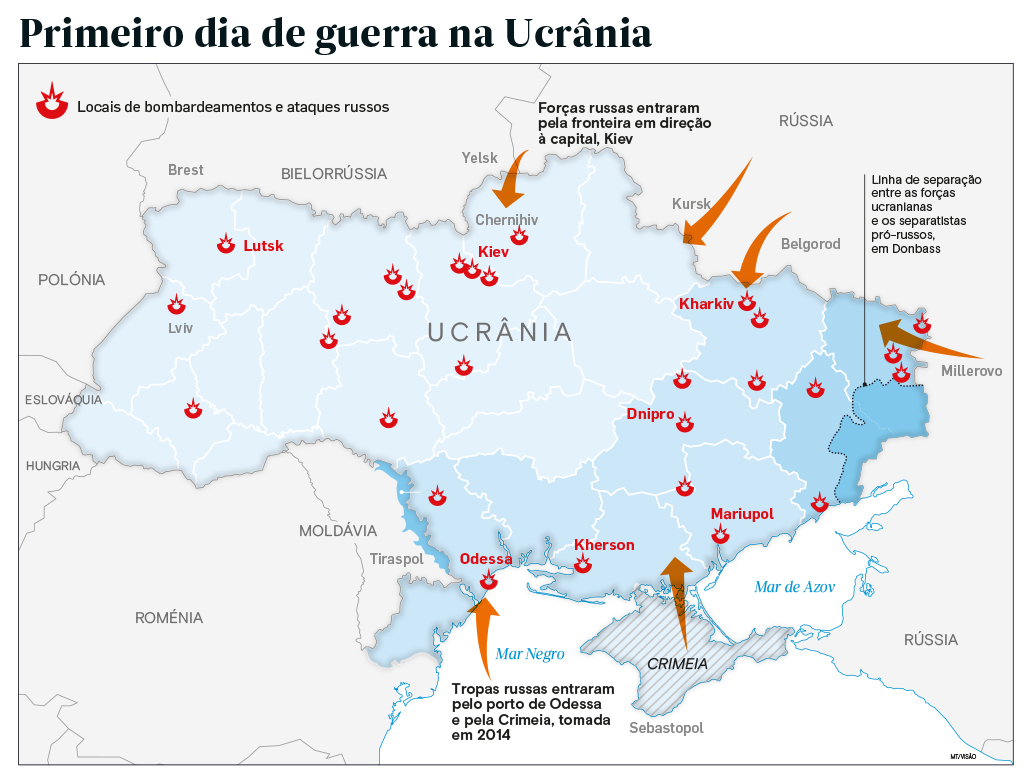 Primeiro dia de guerra na Ucrânia
Locais de bombardeamentos e ataques russos
Forças russas entraram
pela fronteira em direção
à capital, Kiev
RÚSSIA
Brest
BIELORRÚSSIA
Yelsk
Linha de separação
entre as forças
ucranianas
e os separatistas
pró-russos,
em Donbass
Kursk
Chernihiv
Belgorod
Lutsk
Kiev
POLÓNIA
Kharkiv
Lviv
UCRÂNIA
Millerovo
ESLOVÁQUIA
Dnipro
HUNGRIA
Mariupol
MOLDÁVIA
Kherson
Tiraspol
Odessa
Mar de Azov
ROMÉNIA
RÚSSIA
Mar Negro
CRIMEIA
Tropas russas entraram
pelo porto de Odessa
e pela Crimeia, tomada
em 2014
Sebastopol
MT/VISÃO